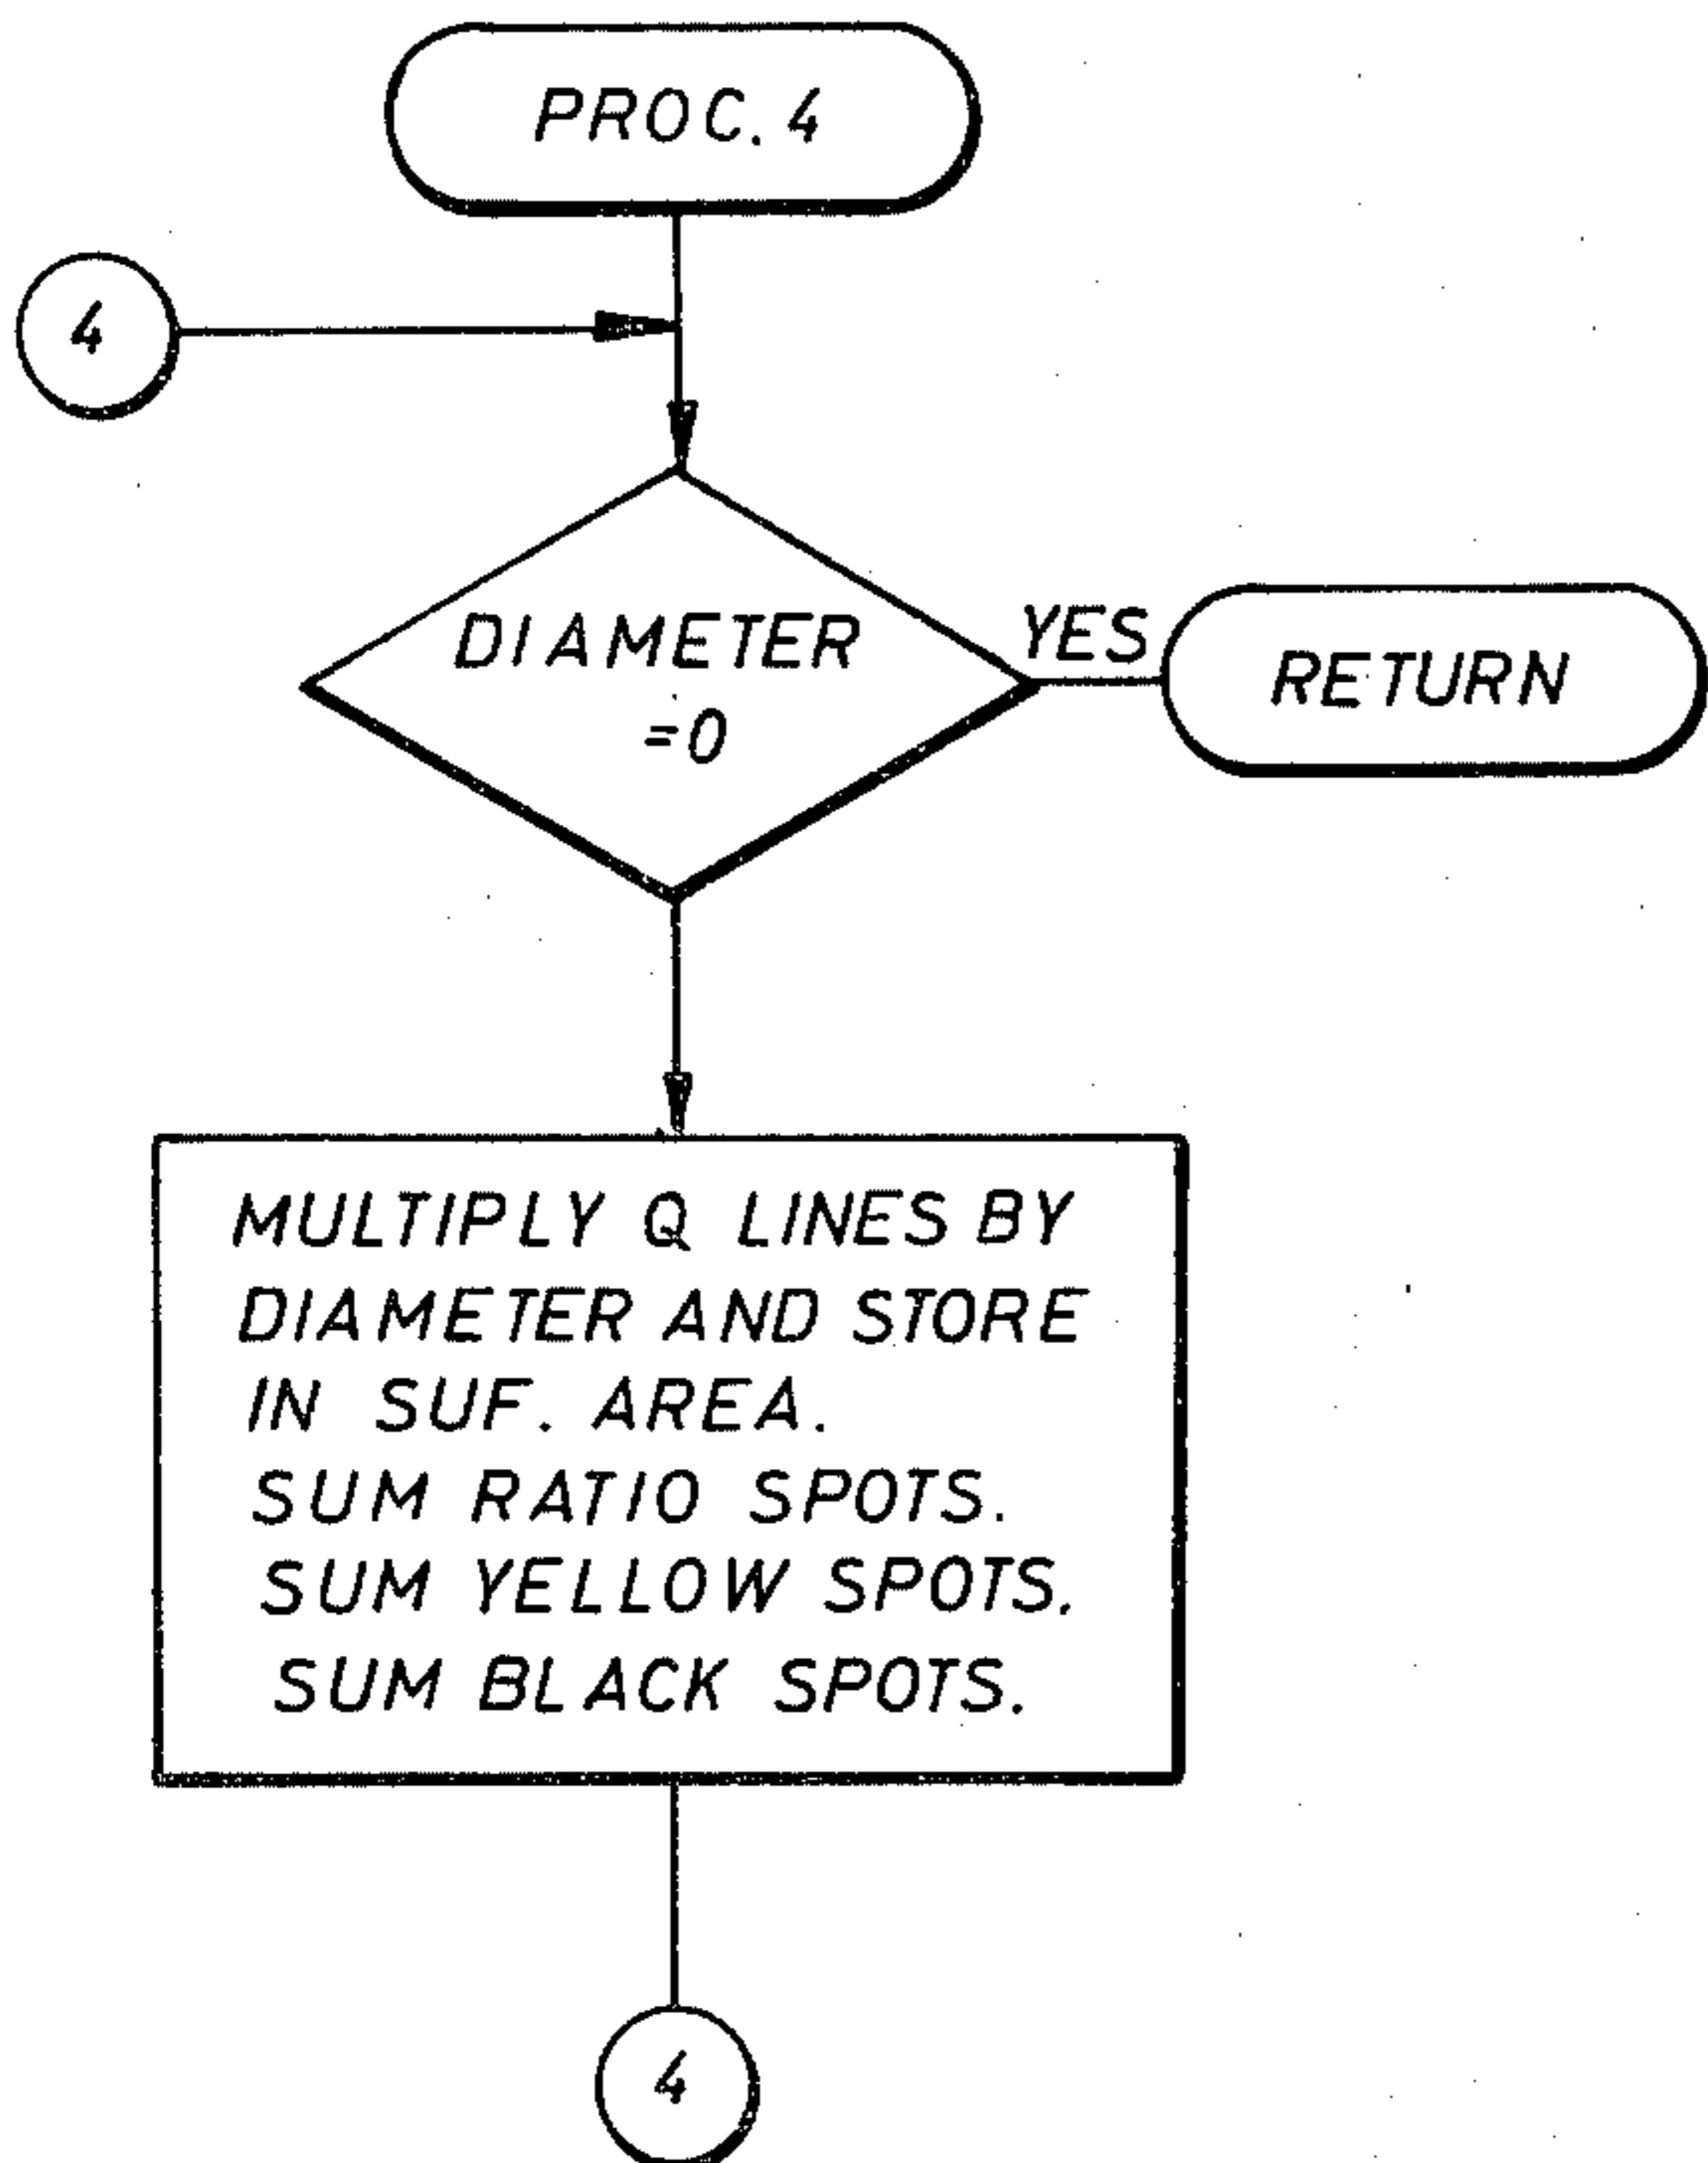 PROC. 4
4
DIAMETER
=0
YES
RETURN
MULTIPLY Q LINES BY
DIAMETER AND STORE
IN SUF. AREA.
SUM RATIO SPOTS.
SUM YELLOW SPOTS.
SUM BLACK SPOTS.
4